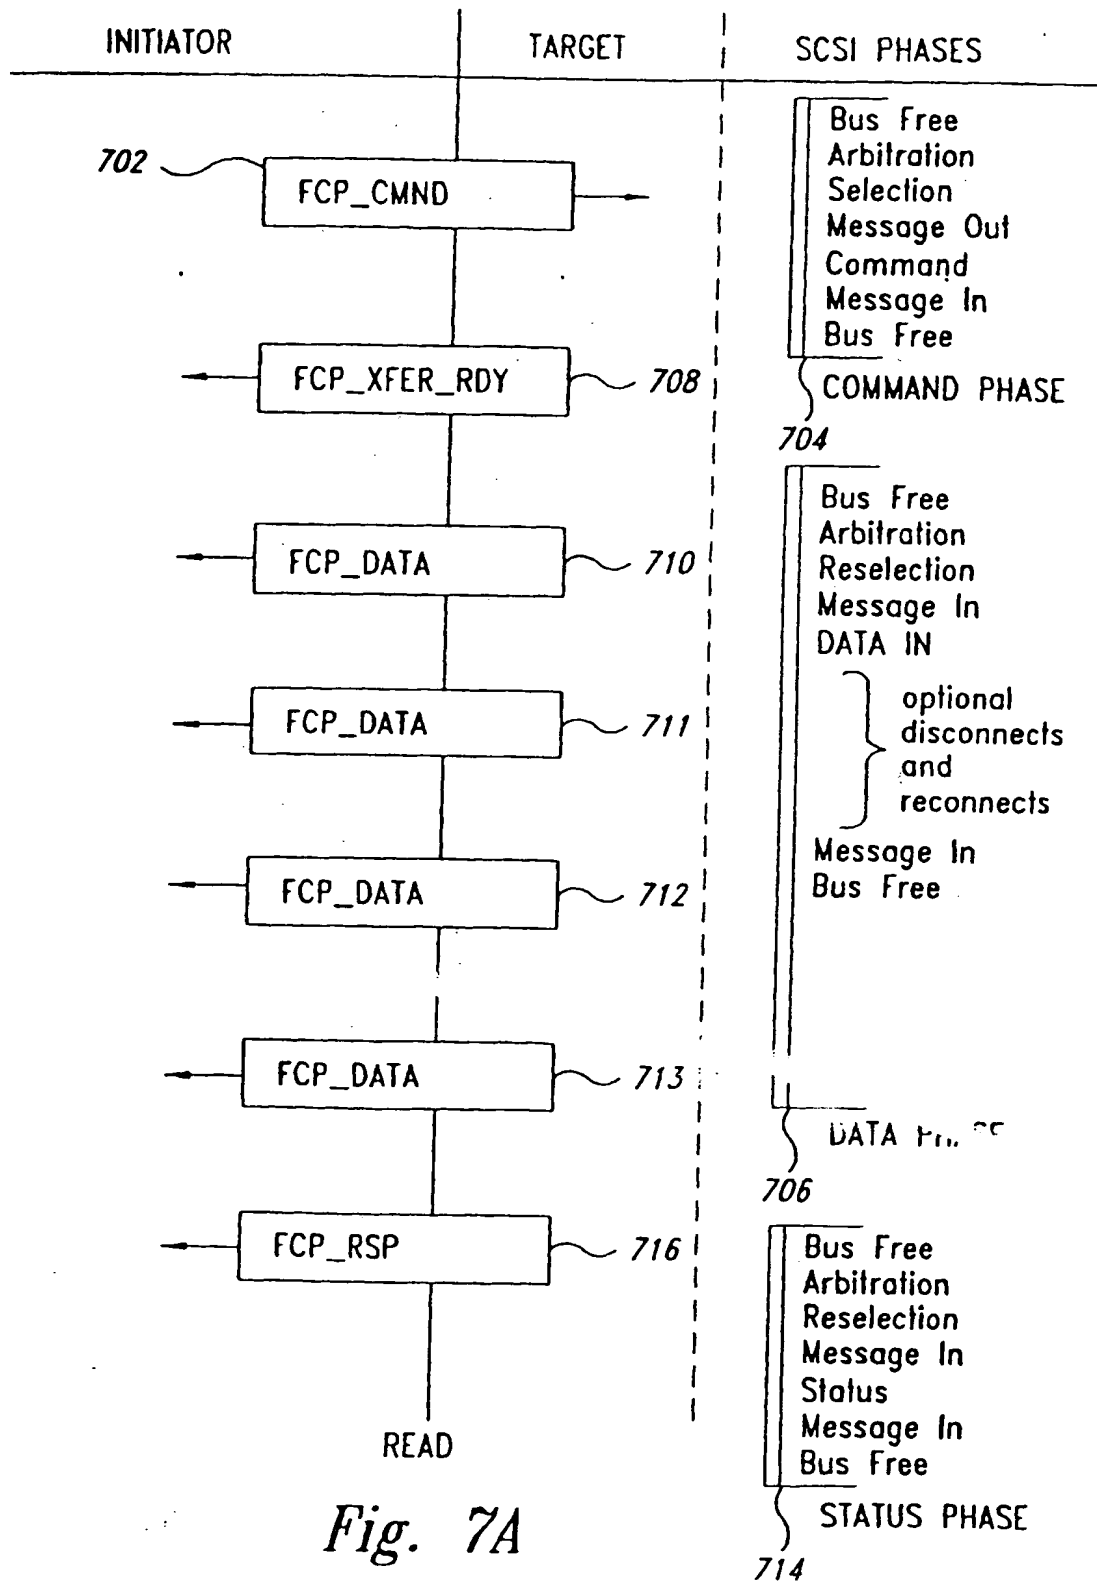 INITIATOR
TARGET
SCSI PHASES
702
FCP_CMND
FCP_XFER_RDY
708
FCP_DATA
710
FCP_DATA
711
FCP_DATA
712
FCP_DATA
713
FCP_RSP
716
READ
Bus Free
Arbitration
Selection
Message Out
Command
Message In
Bus Free
COMMAND PHASE
704
Bus Free
Arbitration
Reselection
Message In
DATA IN
optional
disconnects
and
reconnects
Message In
Bus Free
DATA
706
Bus Free
Arbitration
Reselection
Message In
Status
Message In
Bus Free
STATUS PHASE
714
Fig. 7A